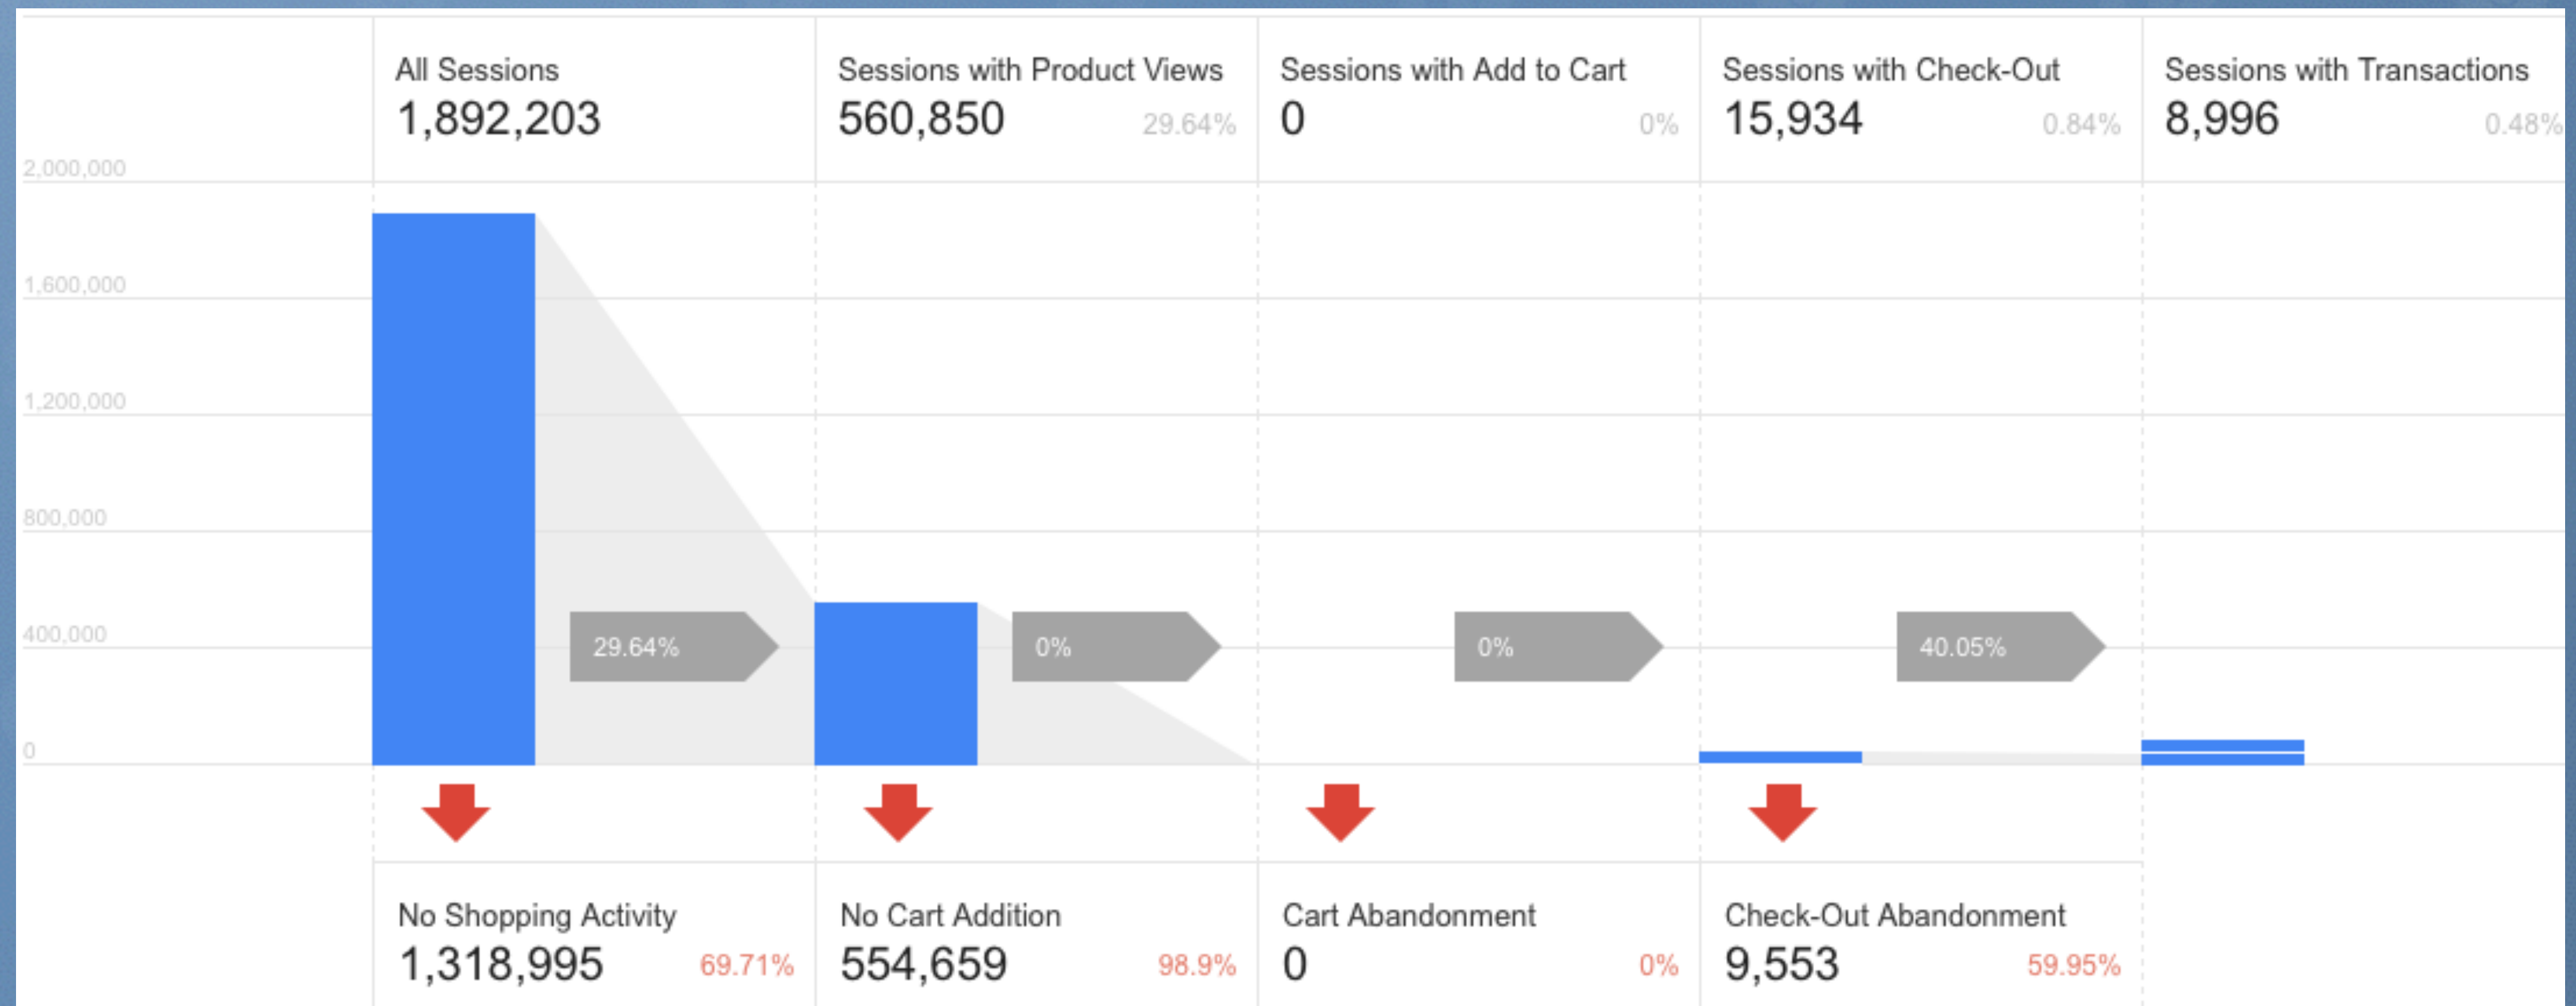 All Sessions
1,892,203
Sessions with Product Views
560,850 29.64%
Sessions with Add to Cart
0 0%
Sessions with Check-Out
15,934 0.84%
Sessions with Transactions
8,996 0.48%
2,000,000
1,600,000
1,200,000
800,000
400,000
0
29.64%
0%
0%
40.05%
No Shopping Activity
1,318,995 69.71%
No Cart Addition
554,659 98.9%
Cart Abandonment
0 0%
Check-Out Abandonment
9,553 59.95%